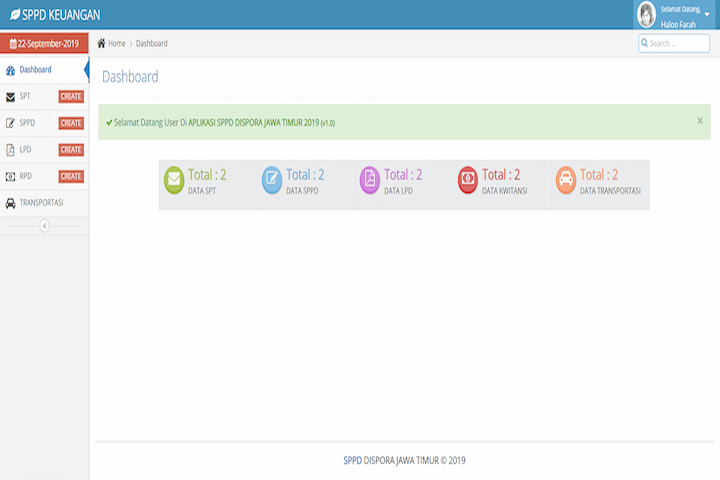 SPPD KEUANGAN
Selamat Datang,
Haloo Farah
22-September-2019
Home > Dashboard
Search ...
Dashboard
SPT CREATE
SPPD CREATE
LPD CREATE
RPD CREATE
TRANSPORTASI
Dashboard
Selamat Datang User Di APLIKASI SPPD DISPORA JAWA TIMUR 2019 (v1.0) x
Total : 2
DATA SPT
Total : 2
DATA SPPD
Total : 2
DATA LPD
Total : 2
DATA KWITANSI
Total : 2
DATA TRANSPORTASI
SPPD DISPORA JAWA TIMUR © 2019